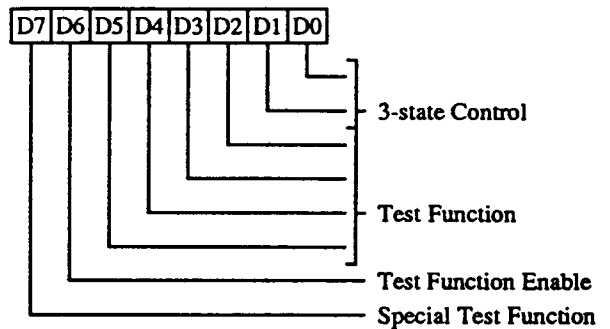 D7 D6 D5 D4 D3 D2 D1 D0
3-state Control
Test Function
Test Function Enable
Special Test Function